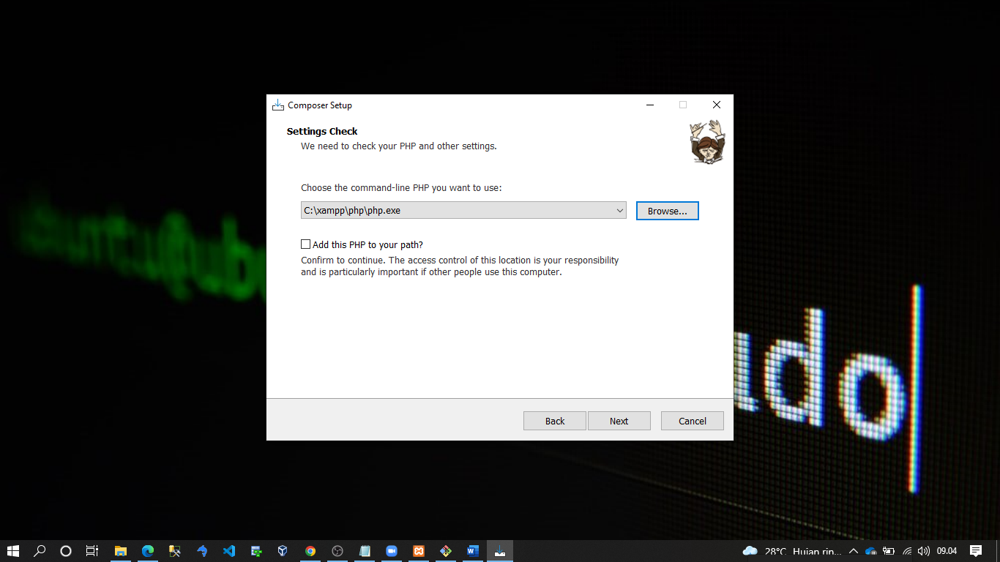 Composer Setup
Settings Check
We need to check your PHP and other settings.
Choose the command-line PHP you want to use:
C:\xampp\php\php.exe
Browse...
Add this PHP to your path?
Confirm to continue. The access control of this location is your responsibility
and is particularly important if other people use this computer.
Back
Next
Cancel
28°C Hujan rin...
09.04